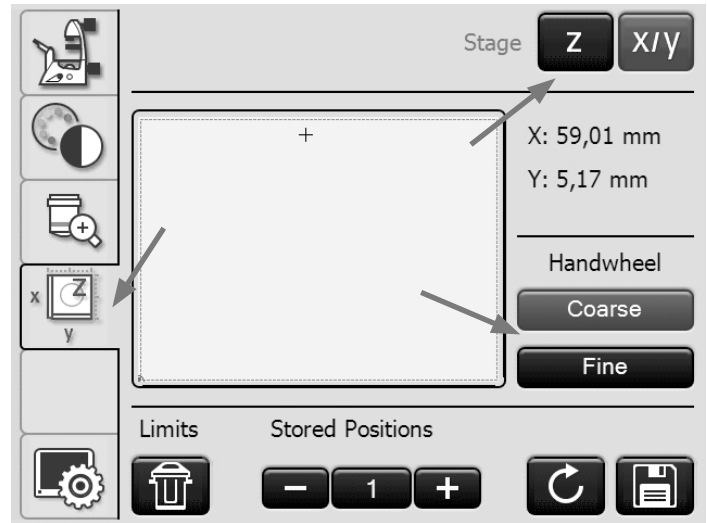 Stage Z X/Y
X: 59,01 mm
Y: 5,17 mm
Handwheel
x Z
Coarse
y
Fine
Limits Stored Positions
1